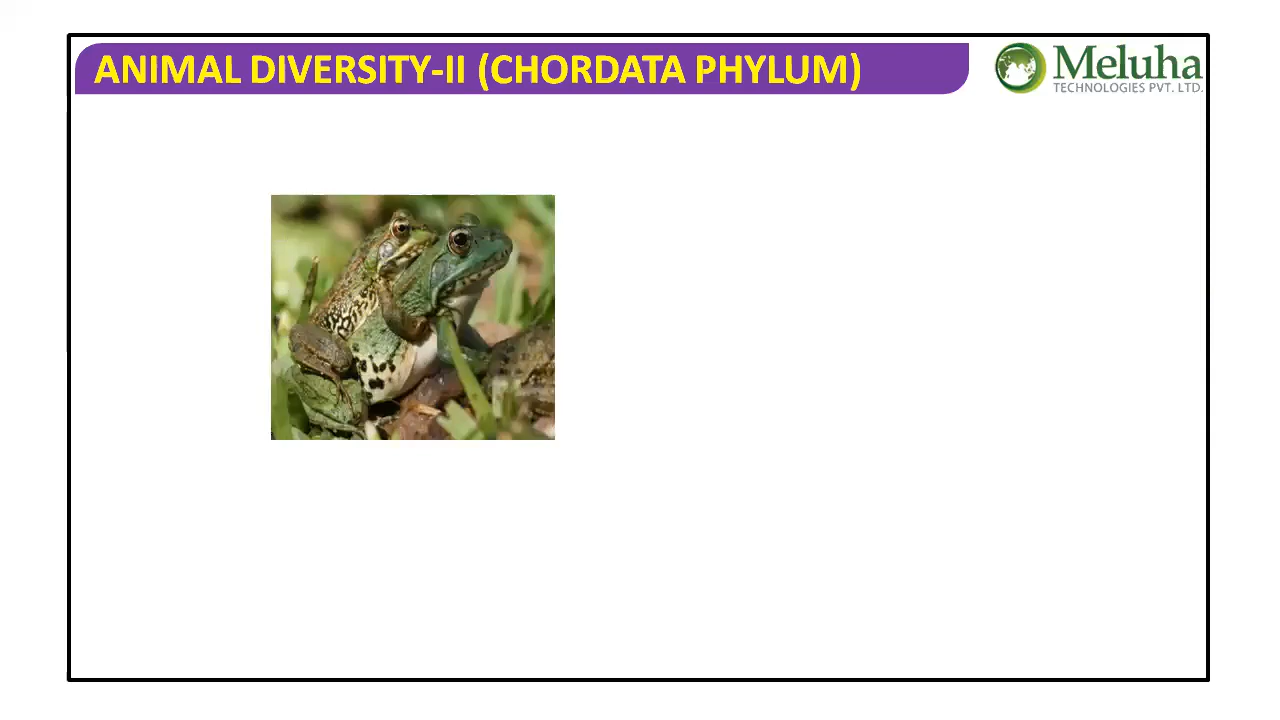 ANIMAL DIVERSITY-II (CHORDATA PHYLUM)
Meluha
TECHNOLOGIES PVT. LTD.